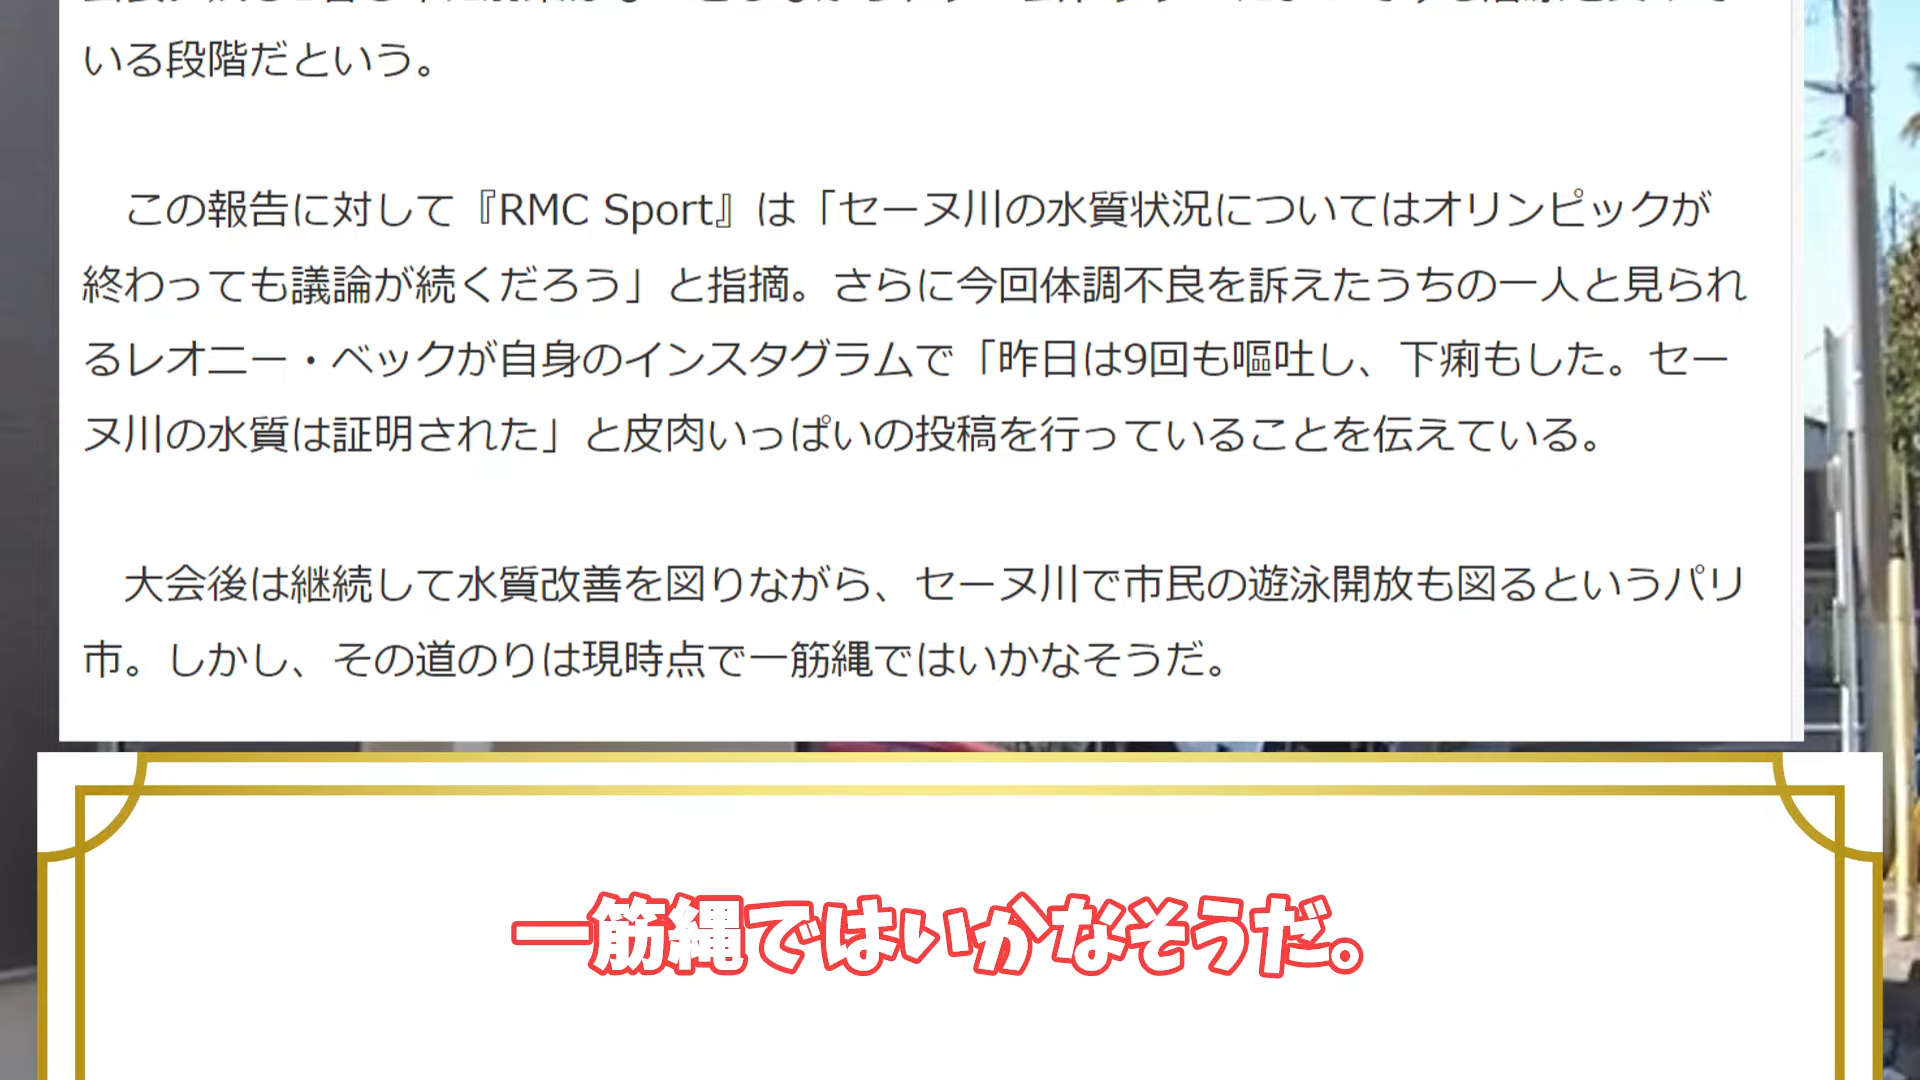 いる段階だという。
この報告に対して『RMC Sport』は「セーヌ川の水質状況についてはオリンピックが
終わっても議論が続くだろう」と指摘。さらに今回体調不良を訴えたうちの一人と見られ
るレオニー・ベックが自身のインスタグラムで「昨日は9回も嘔吐し、下痢もした。セー
ヌ川の水質は証明された」と皮肉いっぱいの投稿を行っていることを伝えている。
大会後は継続して水質改善を図りながら、セーヌ川で市民の遊泳開放も図るというパリ
市。しかし、その道のりは現時点で一筋縄ではいかなそうだ。
一筋縄ではいかなそうだ。